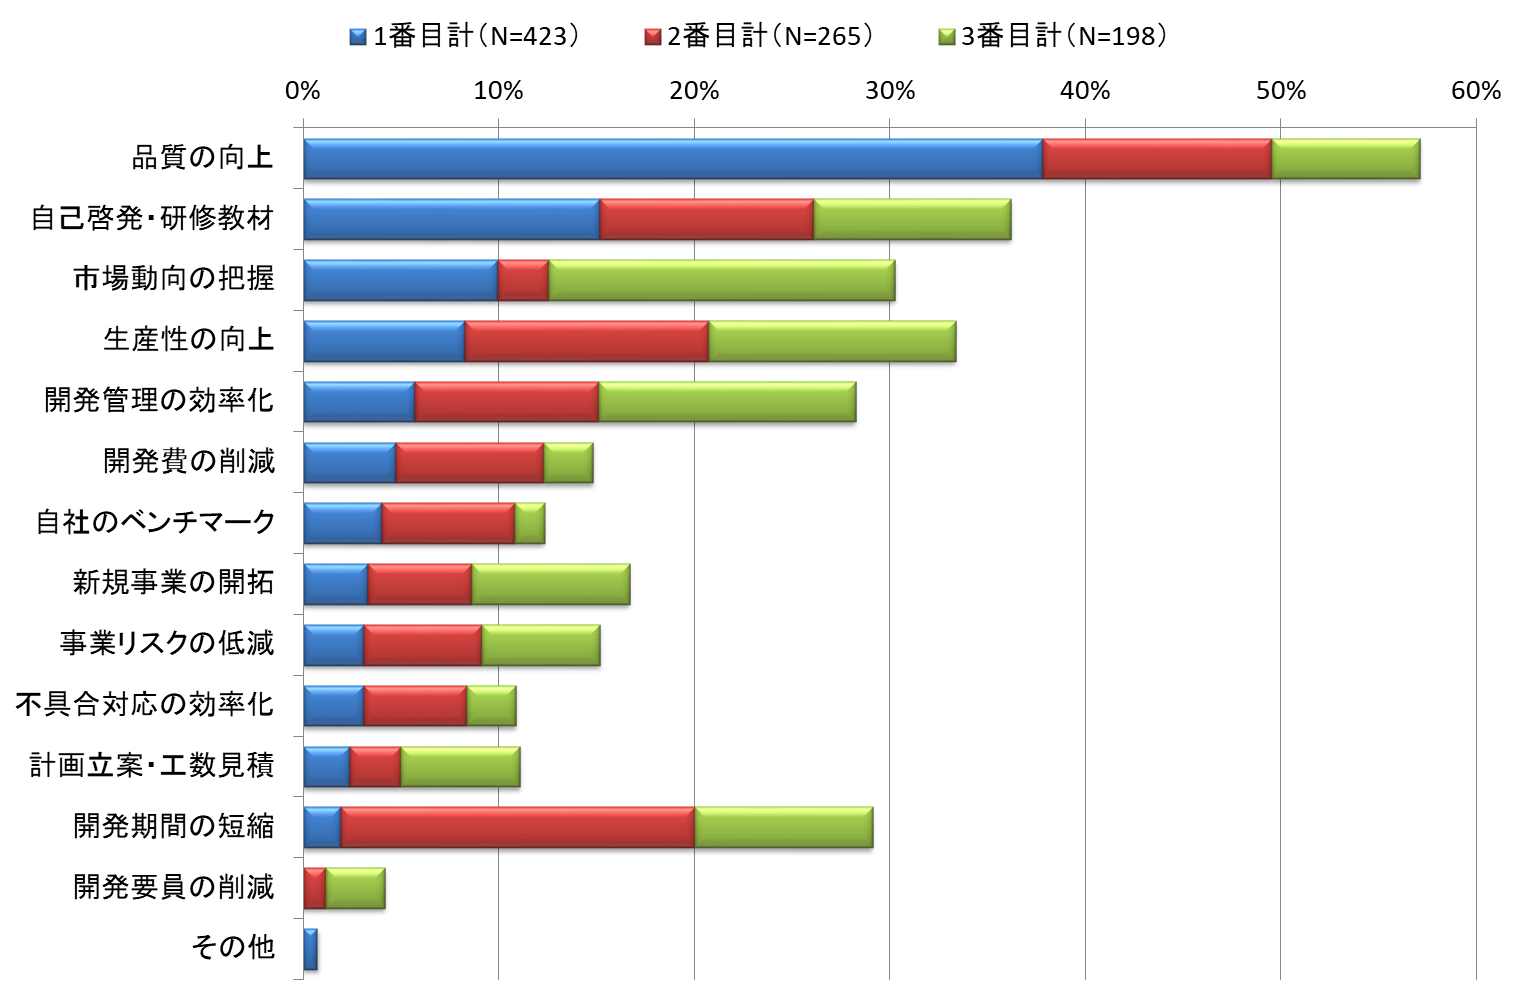 1番目計（N=423） 2番目計（N=265） 3番目計（N=198）
0% 10% 20% 30% 40% 50% 60%
品質の向上
自己啓発・研修教材
市場動向の把握
生産性の向上
開発管理の効率化
開発費の削減
自社のベンチマーク
新規事業の開拓
事業リスクの低減
不具合対応の効率化
計画立案・工数見積
開発期間の短縮
開発要員の削減
その他